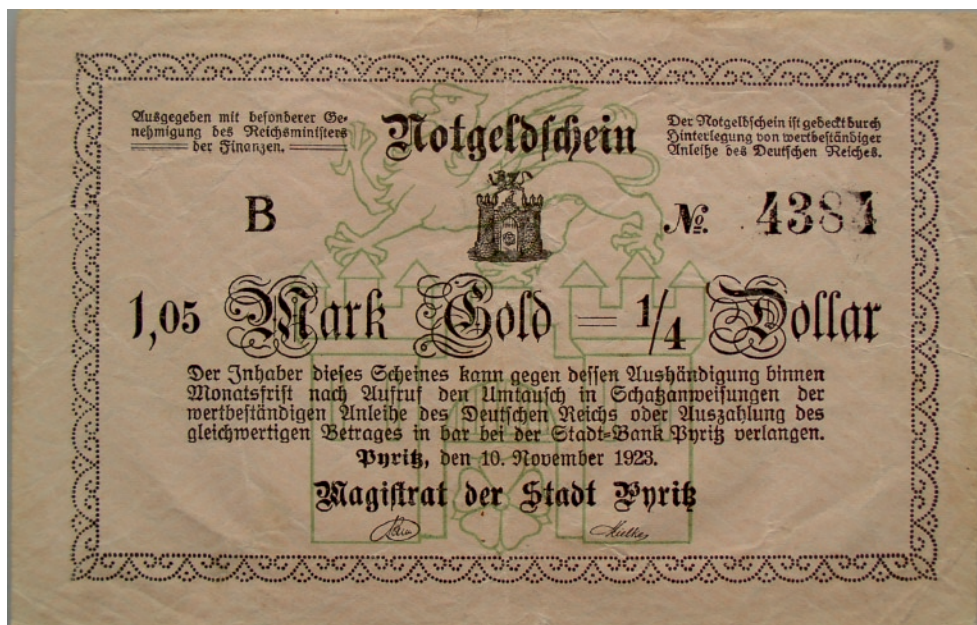 Ausgegeben mit besonderer Ge-
nehmigung des Reichsministers
der Finanzen.
Notgeldschein
Der Notgeldschein ist gedeckt durch
Hinterlegung von wertbeständiger
Anleihe des Deutschen Reiches.
B
№. 4384
1,05 Mark Gold = 1/4 Dollar
Der Inhaber dieses Scheines kann gegen dessen Aushändigung binnen
Monatsfrist nach Aufruf den Umtausch in Schatzanweisungen der
wertbeständigen Anleihe des Deutschen Reichs oder Auszahlung des
gleichwertigen Betrages in bar bei der Stadt-Bank Pyritz verlangen.
Pyritz, den 10. November 1923.
Magistrat der Stadt Pyritz